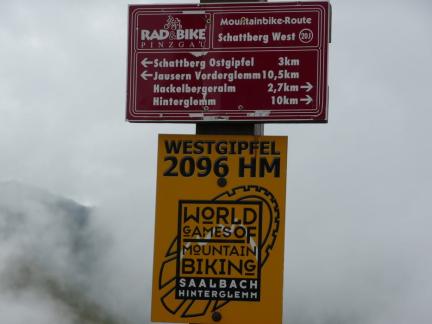 RAD & BIKE
PINZGAU
Mountainbike-Route
Schattberg West 201
Schattberg Ostgipfel 3km
Jausern Vorderglemm 10,5km
Hackelbergeralm 2,7km
Hinterglemm 10km
WESTGIPFEL
2096 HM
WORLD
GAMES OF
MOUNTAIN
BIKING
SAALBACH
HINTERGLEMM